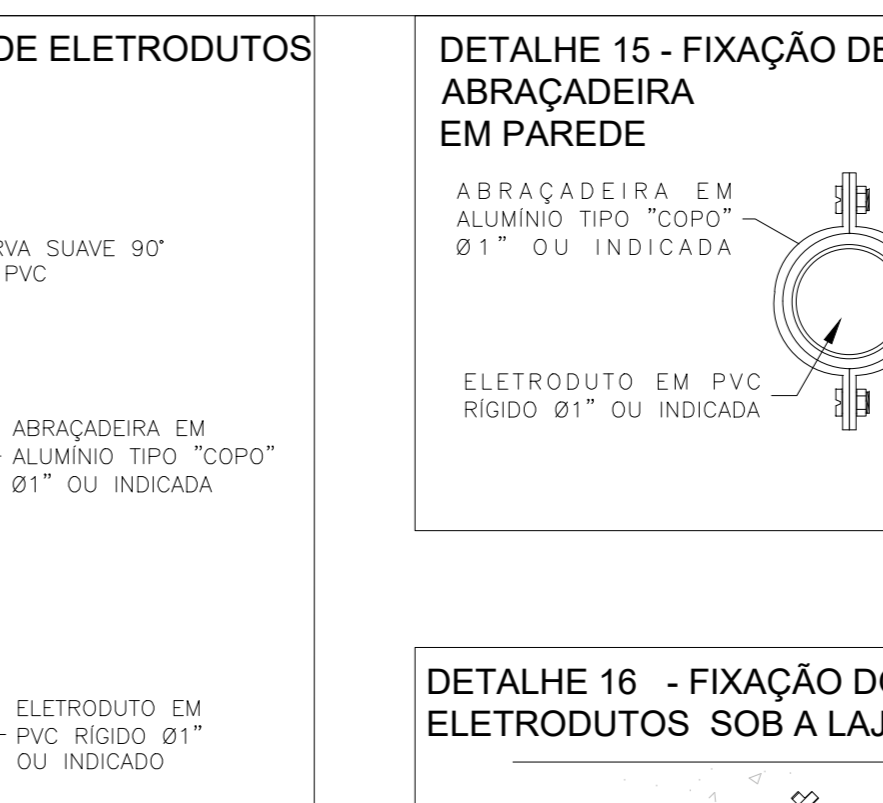 DE ELETRODUTOS
RVA SUAVE 90°
PVC
ABRAÇADEIRA EM
ALUMÍNIO TIPO ”COPO”
Ø1” OU INDICADA
ELETRODUTO EM
PVC RÍGIDO Ø1”
OU INDICADO
DETALHE 15 - FIXAÇÃO DE
ABRAÇADEIRA
EM PAREDE
ABRAÇADEIRA EM
ALUMÍNIO TIPO ”COPO”
Ø1” OU INDICADA
ELETRODUTO EM PVC
RÍGIDO Ø1” OU INDICADA
DETALHE 16 - FIXAÇÃO DO
ELETRODUTOS SOB A LAJ